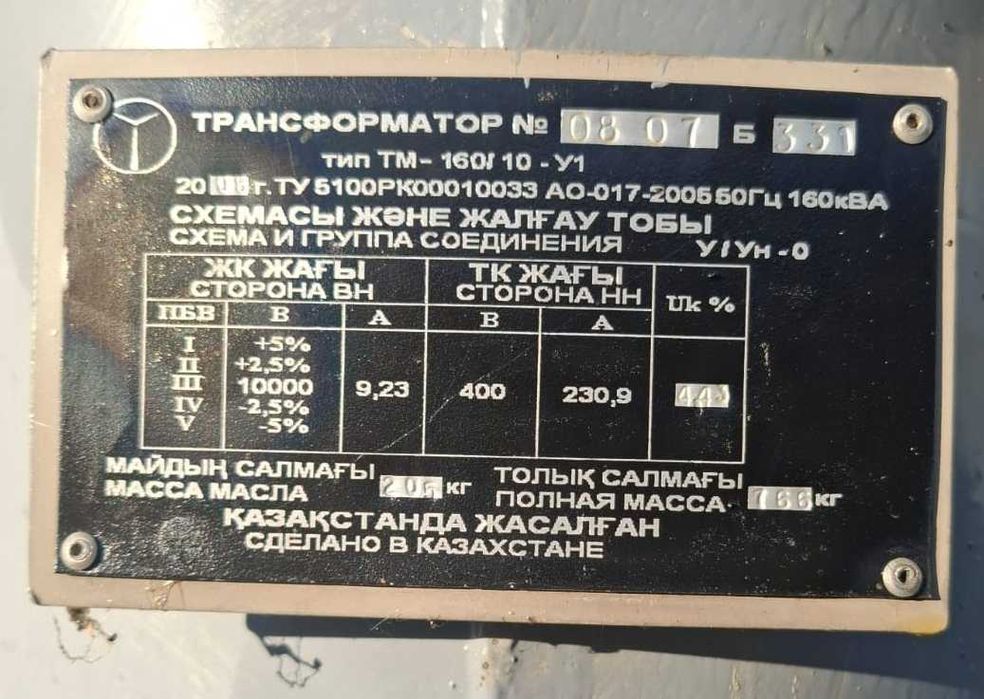 ТРАНСФОРМАТОР № 08 07 Б 331
тип ТМ-160/10-У1
20 г. ТУ 5100РК00010033 АО-017-2005 50Гц 160кВА
СХЕМАСЫ ЖӘНЕ ЖАЛҒАУ ТОБЫ
СХЕМА И ГРУППА СОЕДИНЕНИЯ У/Ун-0
ЖК ЖАҒЫ ТК ЖАҒЫ
СТОРОНА ВН СТОРОНА НН Uk %
ПБВ В А В А
I +5%
II +2,5%
III 10000 9,23 400 230,9
IV -2,5%
V -5%
МАЙДЫҢ САЛМАҒЫ ТОЛЫҚ САЛМАҒЫ
МАССА МАСЛА кг ПОЛНАЯ МАССА 766 кг
ҚАЗАҚСТАНДА ЖАСАЛҒАН
СДЕЛАНО В КАЗАХСТАНЕ